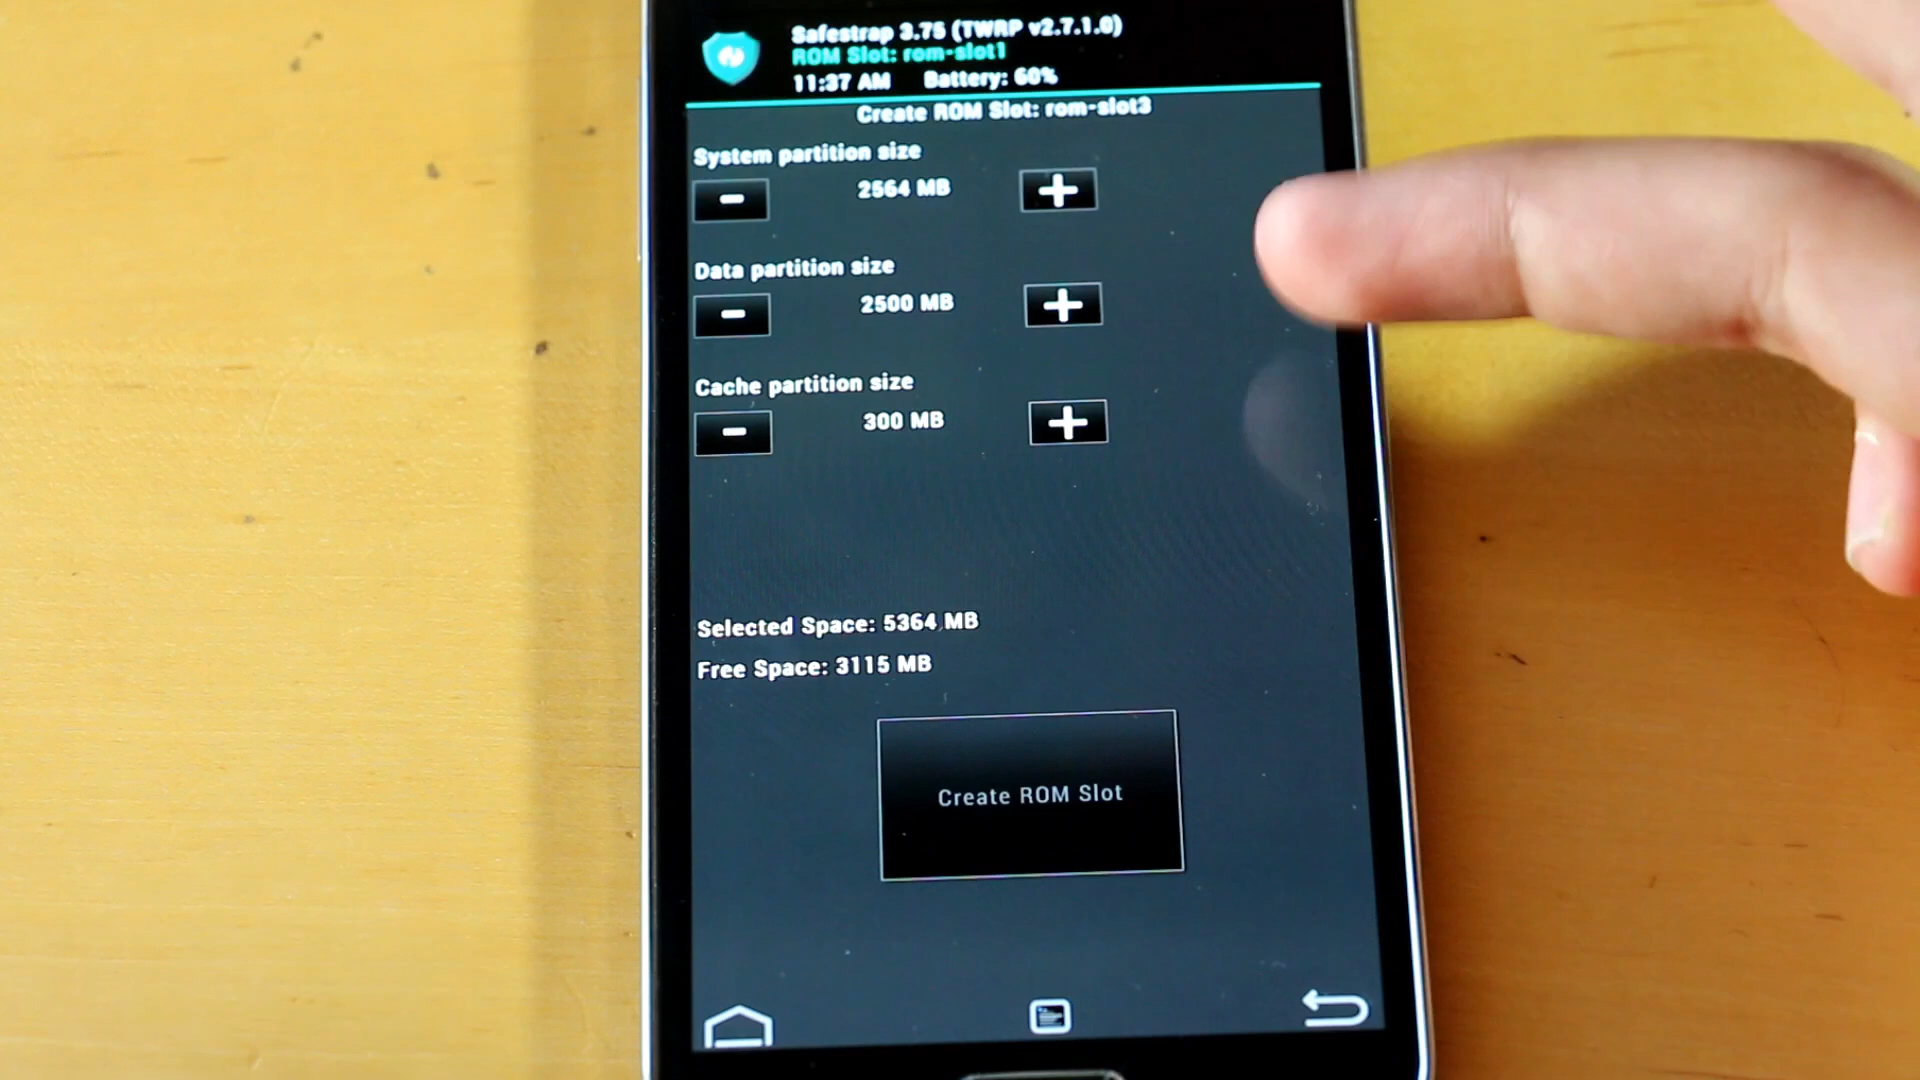 Safestrap 3.75 (TWRP v2.7.1.0)
ROM Slot: rom-slot1
11:37 AM Battery: 60%
Create ROM Slot: rom-slot3
System partition size
2564 MB
Data partition size
2500 MB
Cache partition size
300 MB
Selected Space: 5364 MB
Free Space: 3115 MB
Create ROM Slot